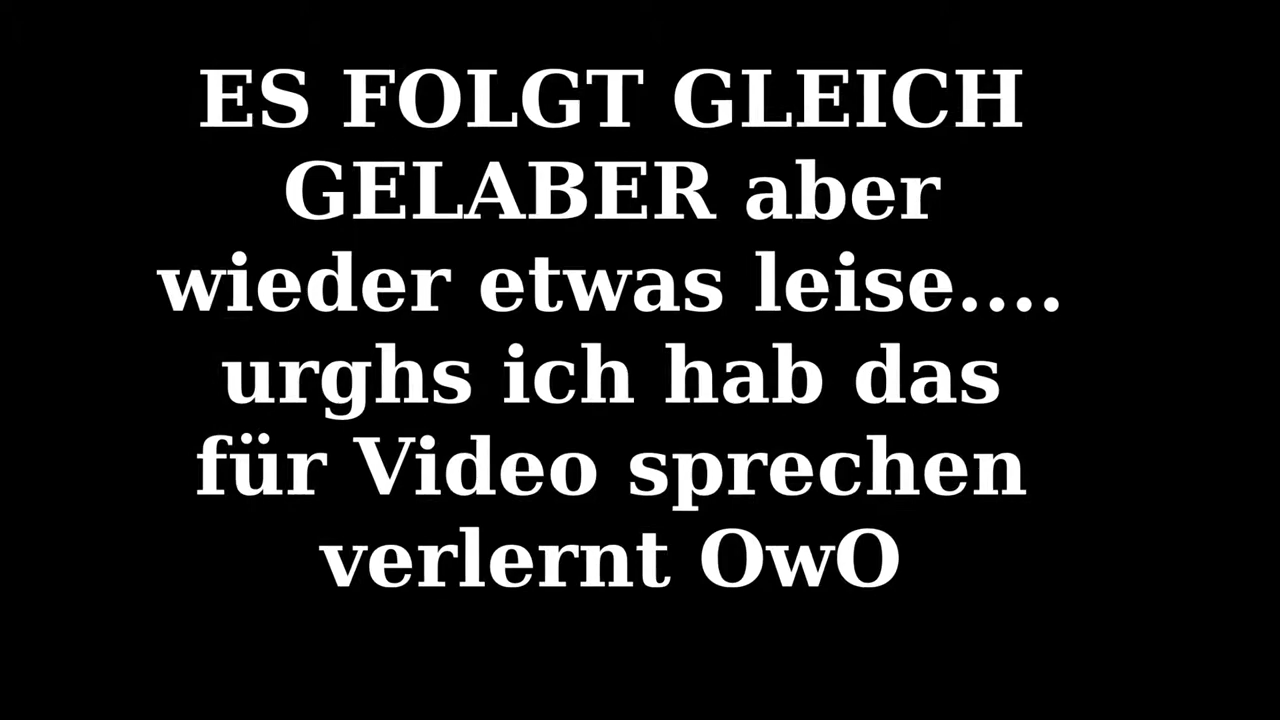 ES FOLGT GLEICH
GELABER aber
wieder etwas leise....
urghs ich hab das
für Video sprechen
verlernt OwO